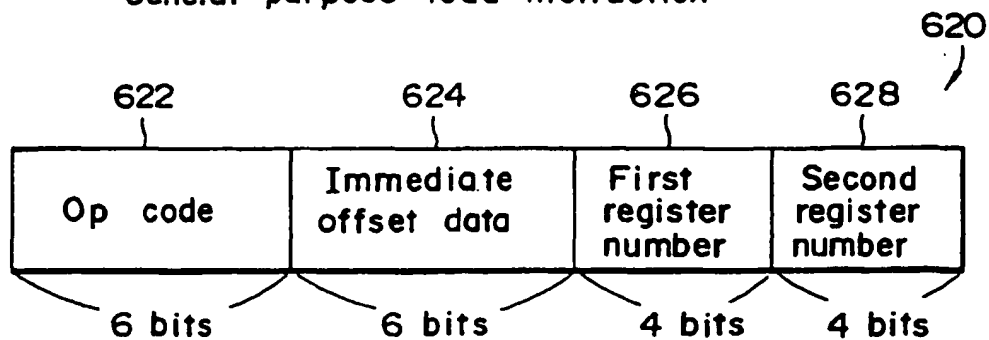 purpose
620
622 624 626 628
Op code
Immediate
offset data
First
register
number
Second
register
number
6 bits 6 bits 4 bits 4 bits